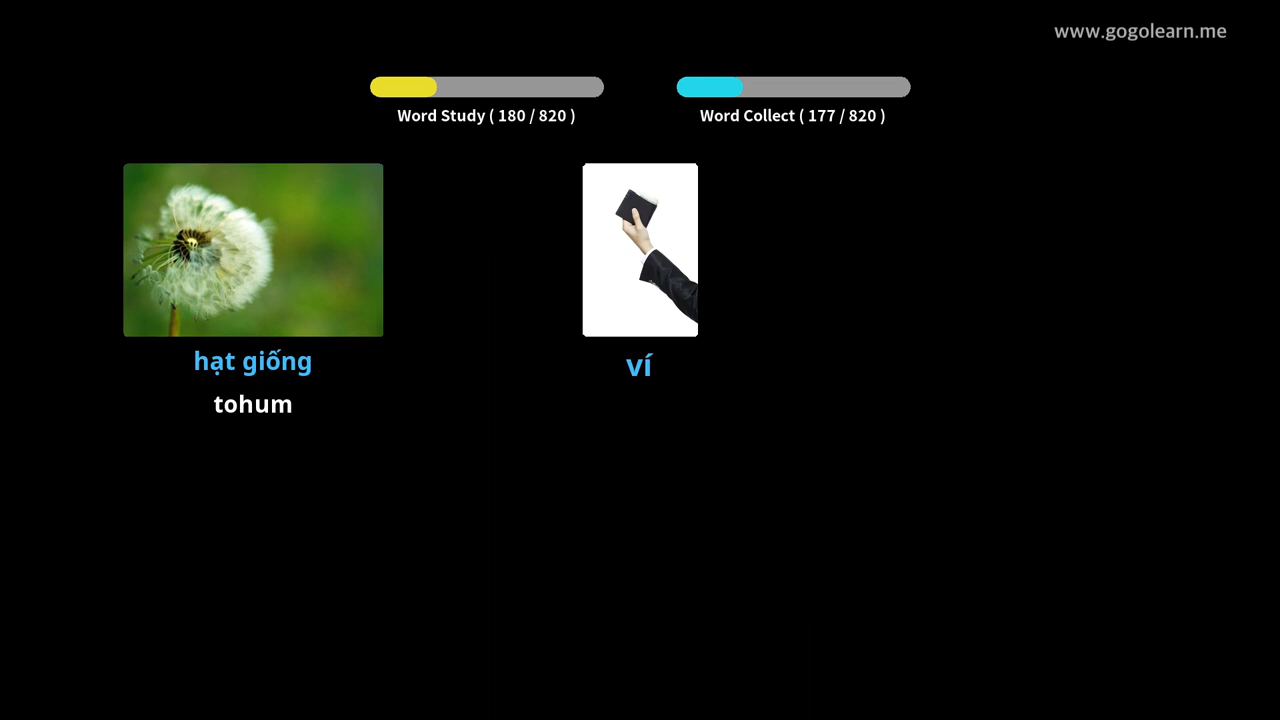 www.gogolearn.me
Word Study ( 180 / 820 )
Word Collect ( 177 / 820 )
hạt giống
tohum
ví